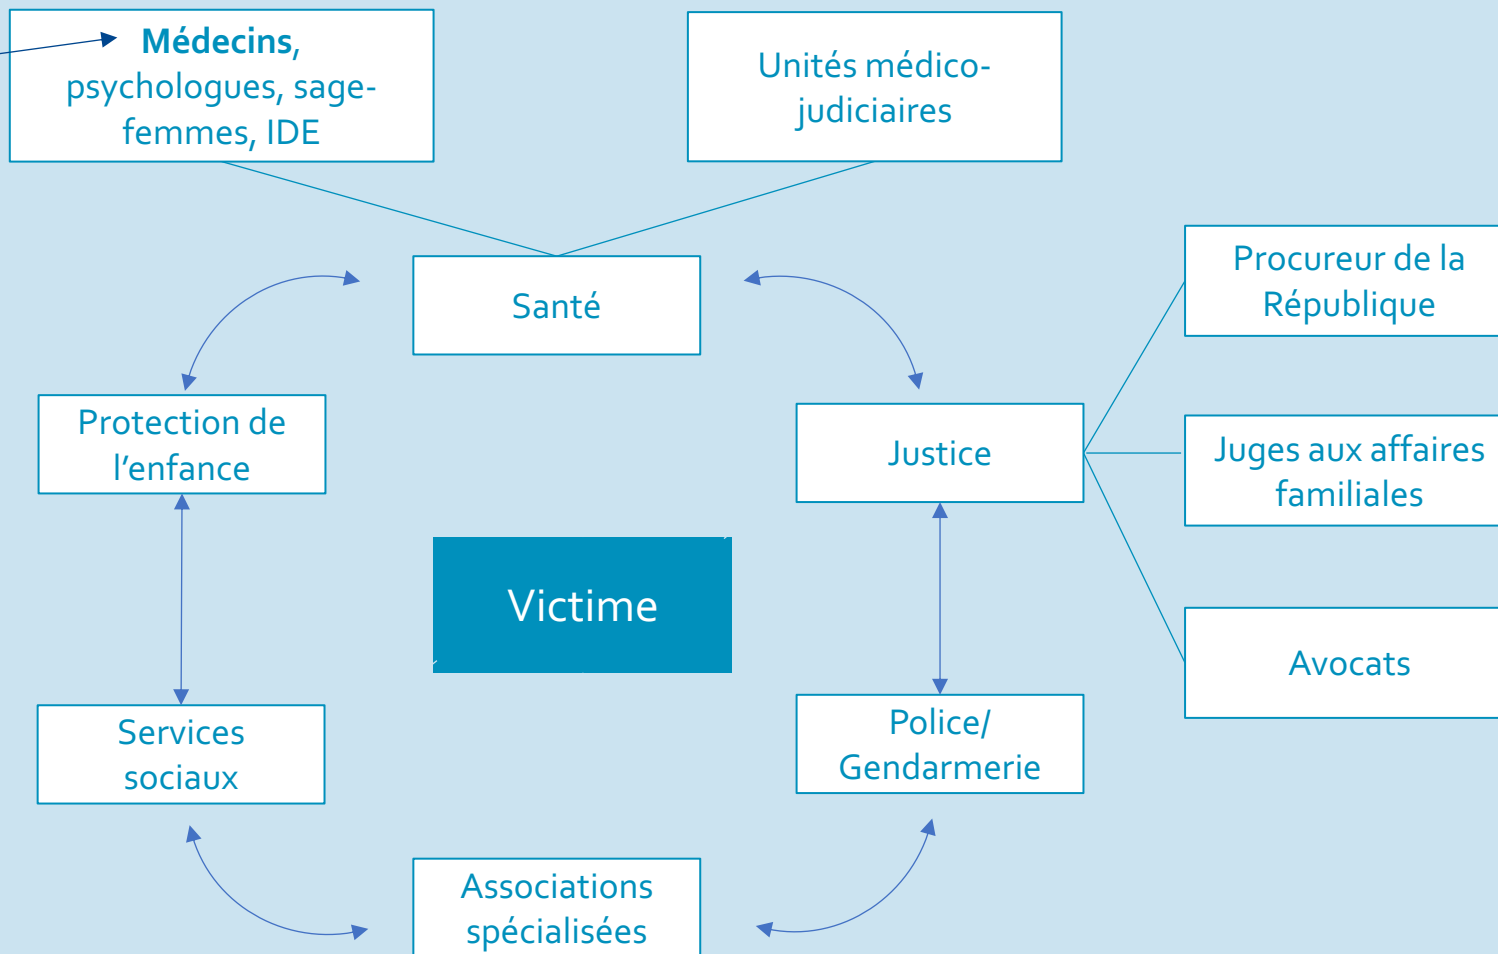 Médecins,
psychologues, sage-
femmes, IDE
Unités médico-
judiciaires
Santé
Procureur de la
République
Protection de
l’enfance
Justice
Juges aux affaires
familiales
Victime
Avocats
Services
sociaux
Police/
Gendarmerie
Associations
spécialisées